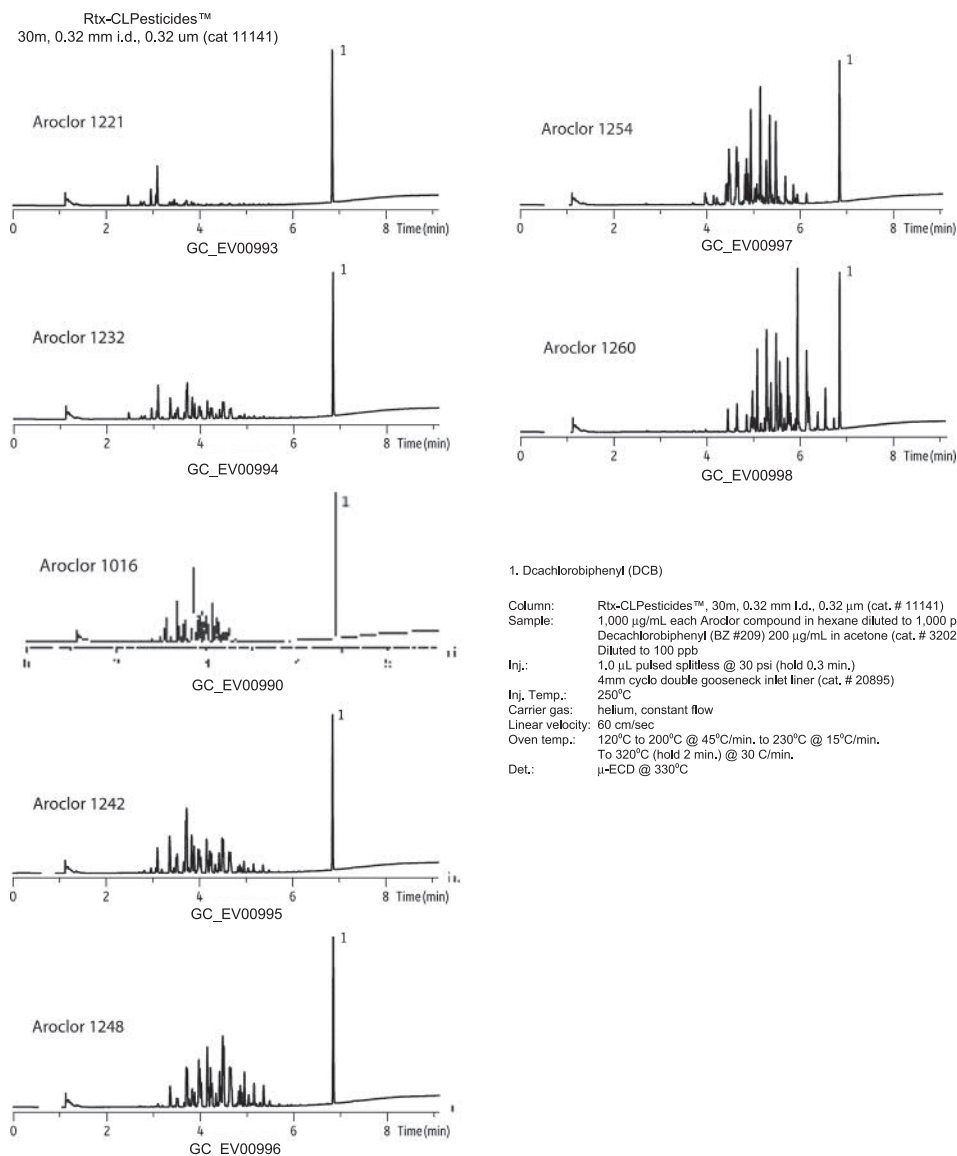 Rtx-CLPesticides™
30m, 0.32 mm i.d., 0.32 um (cat 11141)
1
Aroclor 1221
0 2 4 6 8 Time(min)
GC_EV00993
1
Aroclor 1232
0 2 4 6 8 Time(min)
GC_EV00994
1
Aroclor 1016
GC_EV00990
1
Aroclor 1242
0 2 4 6 8 Time(min)
GC_EV00995
1
Aroclor 1248
0 2 4 6 8 Time(min)
GC_EV00996
1
Aroclor 1254
0 2 4 6 8 Time(min)
GC_EV00997
1
Aroclor 1260
0 2 4 6 8 Time(min)
GC_EV00998
1. Dcachlorobiphenyl (DCB)
Column: Rtx-CLPesticides™, 30m, 0.32 mm I.d., 0.32 µm (cat. # 11141)
Sample: 1,000 µg/mL each Aroclor compound in hexane diluted to 1,000 p
Decachlorobiphenyl (BZ #209) 200 µg/mL in acetone (cat. # 3202
Diluted to 100 ppb
Inj.: 1.0 µL pulsed splitless @ 30 psi (hold 0.3 min.)
4mm cyclo double gooseneck inlet liner (cat. # 20895)
Inj. Temp.: 250°C
Carrier gas: helium, constant flow
Linear velocity: 60 cm/sec
Oven temp.: 120°C to 200°C @ 45°C/min. to 230°C @ 15°C/min.
To 320°C (hold 2 min.) @ 30 C/min.
Det.: µ-ECD @ 330°C